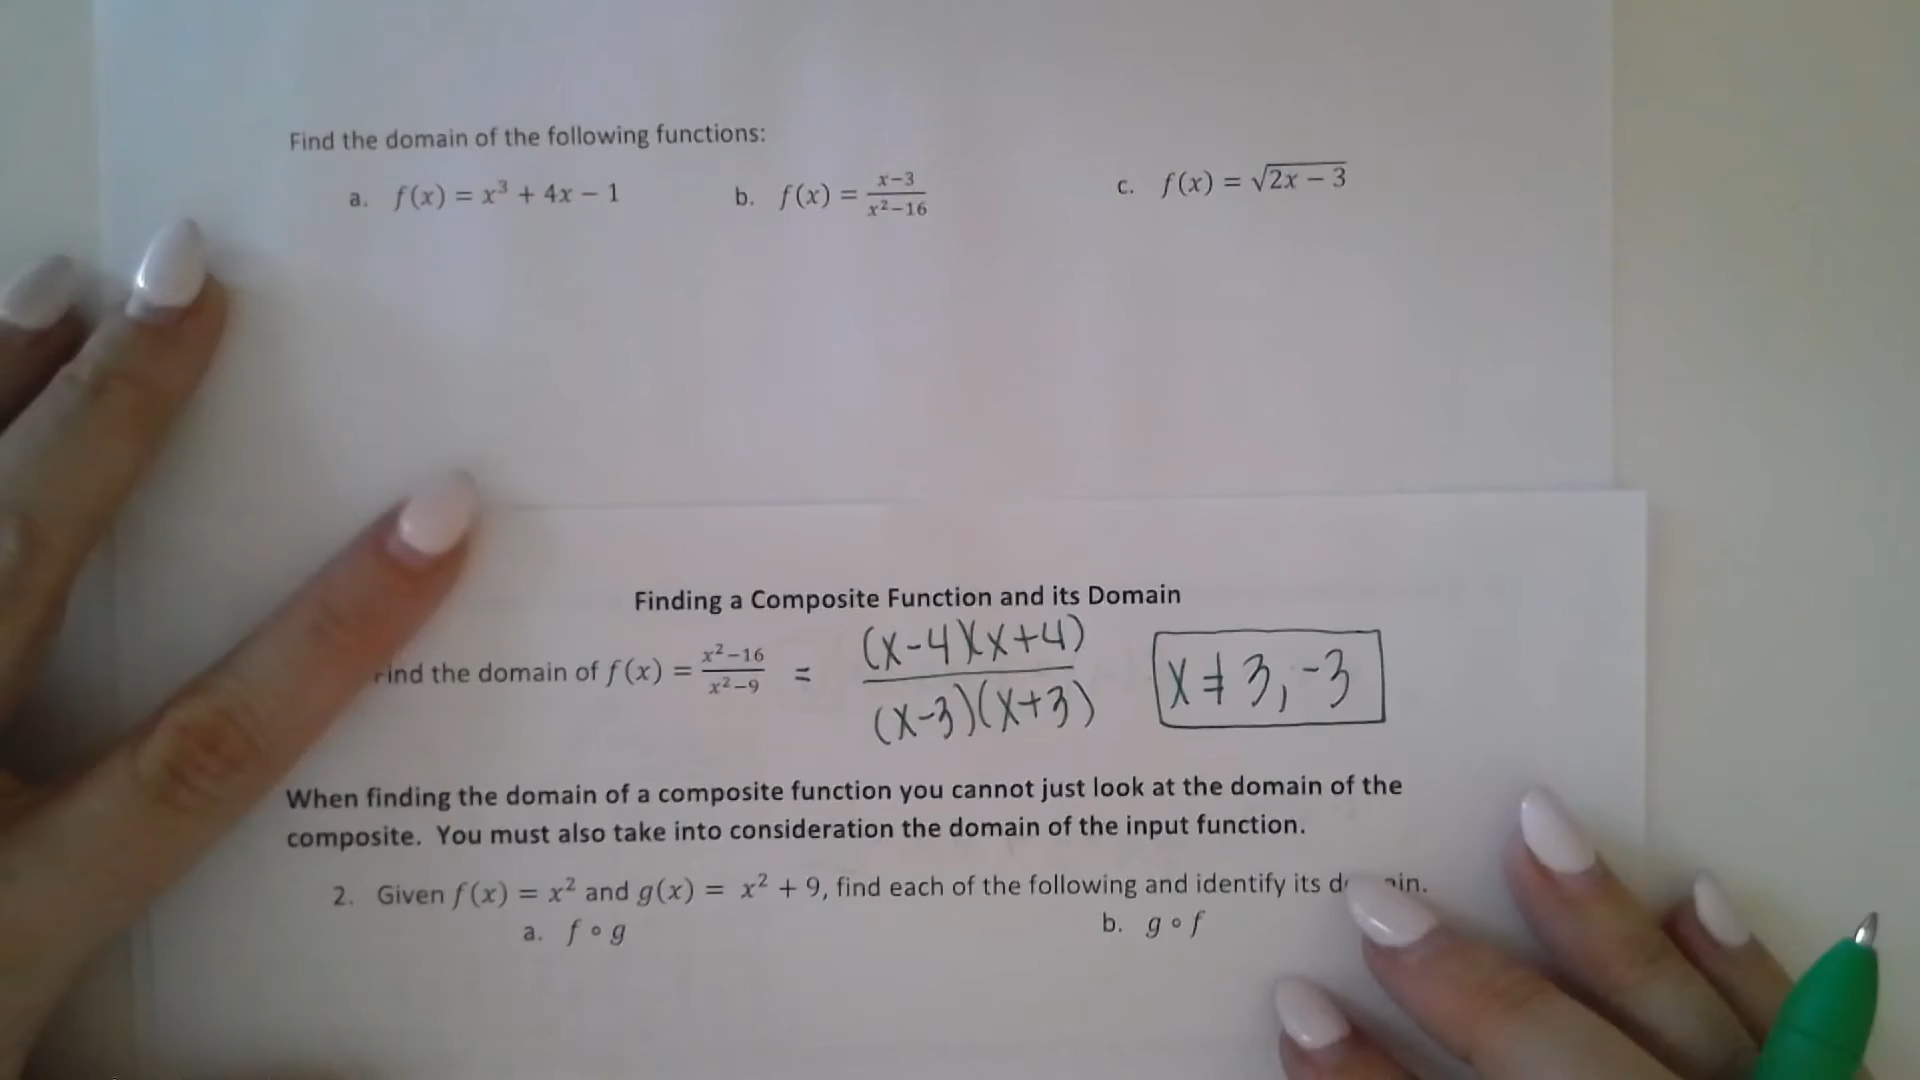 Find the domain of the following functions:
a. f(x) = x³ + 4x − 1 b. f(x) = x−3 / x²−16 c. f(x) = √2x − 3
Finding a Composite Function and its Domain
ind the domain of f(x) = x²−16 / x²−9 = (x-4)(x+4) / (x-3)(x+3) x ≠ 3, -3
When finding the domain of a composite function you cannot just look at the domain of the
composite. You must also take into consideration the domain of the input function.
2. Given f(x) = x² and g(x) = x² + 9, find each of the following and identify its
a. f ∘ g b. g ∘ f